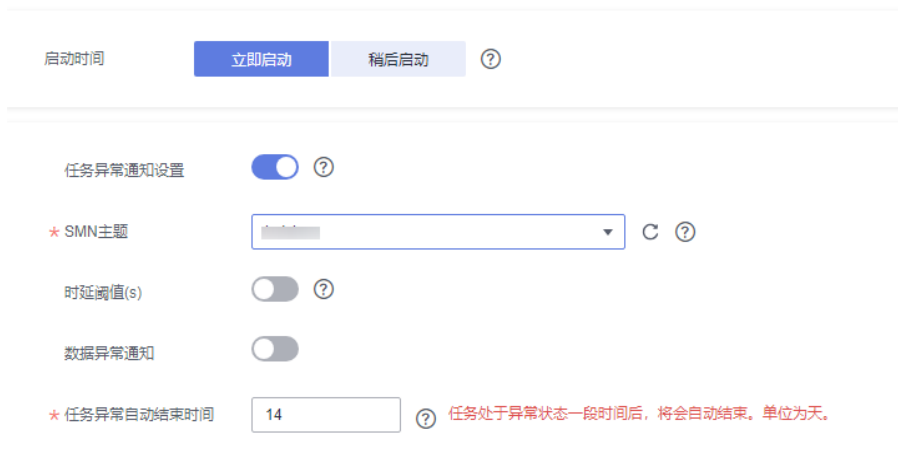 启动时间 立即启动 稍后启动 ?
任务异常通知设置 ?
* SMN主题 ?
时延阈值(s) ?
数据异常通知
* 任务异常自动结束时间 14 ? 任务处于异常状态一段时间后，将会自动结束。单位为天。